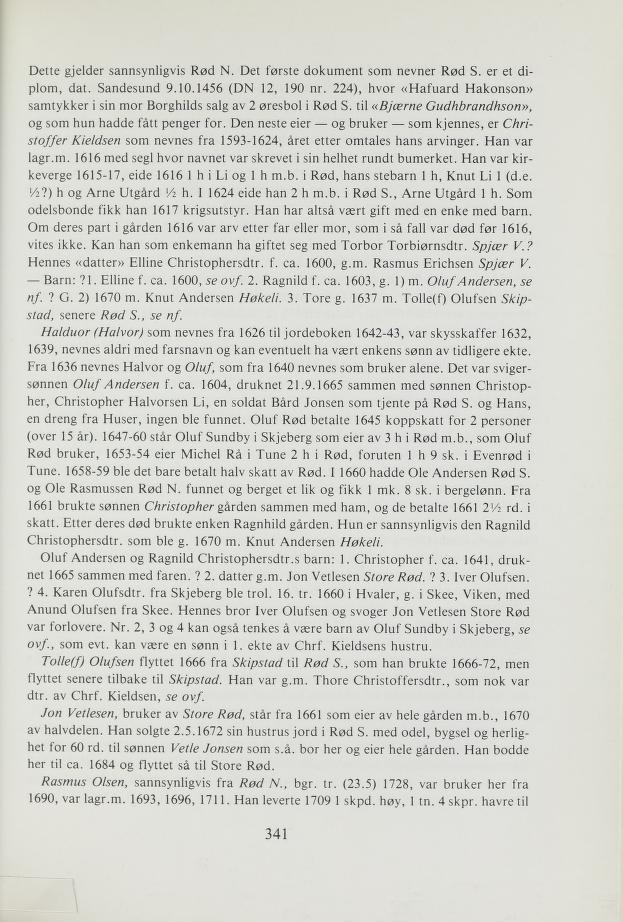 Dette gjelder sannsynligvis Rød N. Det første dokument som nevner Rød S. er et di-
plom, dat. Sandesund 9.10.1456 (DN 12, 190 nr. 224), hvor «Hafuard Hakonson»
samtykker i sin mor Borghilds salg av 2 øresbol i Rød S. til «Bjærne Gudhbrandhson»,
og som hun hadde fått penger for. Den neste eier — og bruker — som kjennes, er Chri-
stoffer Kieldsen som nevnes fra 1593-1624, året etter omtales hans arvinger. Han var
lagr.m. 1616 med segl hvor navnet var skrevet i sin helhet rundt bumerket. Han var kir-
keverge 1615-17, eide 1616 1 h i Li og 1 h m.b. i Rød, hans stebarn 1 h, Knut Li 1 (d.e.
½?) h og Arne Utgård ½ h. I 1624 eide han 2 h m.b. i Rød S., Arne Utgård 1 h. Som
odelsbonde fikk han 1617 krigsutstyr. Han har altså vært gift med en enke med barn.
Om deres part i gården 1616 var arv etter far eller mor, som i så fall var død før 1616,
vites ikke. Kan han som enkemann ha giftet seg med Torbor Torbiørnsdtr. Spjær V.?
Hennes «datter» Elline Christophersdtr. f. ca. 1600, g.m. Rasmus Erichsen Spjær V.
— Barn: ?1. Elline f. ca. 1600, se ovf. 2. Ragnild f. ca. 1603, g. 1) m. Oluf Andersen, se
nf. ? G. 2) 1670 m. Knut Andersen Høkeli. 3. Tore g. 1637 m. Tolle(f) Olufsen Skip-
stad, senere Rød S., se nf.
Halduor (Halvor) som nevnes fra 1626 til jordeboken 1642-43, var skysskaffer 1632,
1639, nevnes aldri med farsnavn og kan eventuelt ha vært enkens sønn av tidligere ekte.
Fra 1636 nevnes Halvor og Oluf, som fra 1640 nevnes som bruker alene. Det var sviger-
sønnen Oluf Andersen f. ca. 1604, druknet 21.9.1665 sammen med sønnen Christop-
her, Christopher Halvorsen Li, en soldat Bård Jonsen som tjente på Rød S. og Hans,
en dreng fra Huser, ingen ble funnet. Oluf Rød betalte 1645 koppskatt for 2 personer
(over 15 år). 1647-60 står Oluf Sundby i Skjeberg som eier av 3 h i Rød m.b., som Oluf
Rød bruker, 1653-54 eier Michel Rå i Tune 2 h i Rød, foruten 1 h 9 sk. i Evenrød i
Tune. 1658-59 ble det bare betalt halv skatt av Rød. I 1660 hadde Ole Andersen Rød S.
og Ole Rasmussen Rød N. funnet og berget et lik og fikk 1 mk. 8 sk. i bergelønn. Fra
1661 brukte sønnen Christopher gården sammen med ham, og de betalte 1661 2½ rd. i
skatt. Etter deres død brukte enken Ragnhild gården. Hun er sannsynligvis den Ragnild
Christophersdtr. som ble g. 1670 m. Knut Andersen Høkeli.
Oluf Andersen og Ragnild Christophersdtr.s barn: 1. Christopher f. ca. 1641, druk-
net 1665 sammen med faren. ? 2. datter g.m. Jon Vetlesen Store Rød. ? 3. Iver Olufsen.
? 4. Karen Olufsdtr. fra Skjeberg ble trol. 16. tr. 1660 i Hvaler, g. i Skee, Viken, med
Anund Olufsen fra Skee. Hennes bror Iver Olufsen og svoger Jon Vetlesen Store Rød
var forlovere. Nr. 2, 3 og 4 kan også tenkes å være barn av Oluf Sundby i Skjeberg, se
ovf., som evt. kan være en sønn i 1. ekte av Chrf. Kieldsens hustru.
Tolle(f) Olufsen flyttet 1666 fra Skipstad til Rød S., som han brukte 1666-72, men
flyttet senere tilbake til Skipstad. Han var g.m. Thore Christoffersdtr., som nok var
dtr. av Chrf. Kieldsen, se ovf.
Jon Vetlesen, bruker av Store Rød, står fra 1661 som eier av hele gården m.b., 1670
av halvdelen. Han solgte 2.5.1672 sin hustrus jord i Rød S. med odel, bygsel og herlig-
het for 60 rd. til sønnen Vetle Jonsen som s.å. bor her og eier hele gården. Han bodde
her til ca. 1684 og flyttet så til Store Rød.
Rasmus Olsen, sannsynligvis fra Rød N., bgr. tr. (23.5) 1728, var bruker her fra
1690, var lagr.m. 1693, 1696, 1711. Han leverte 1709 1 skpd. høy, 1 tn. 4 skpr. havre til
341